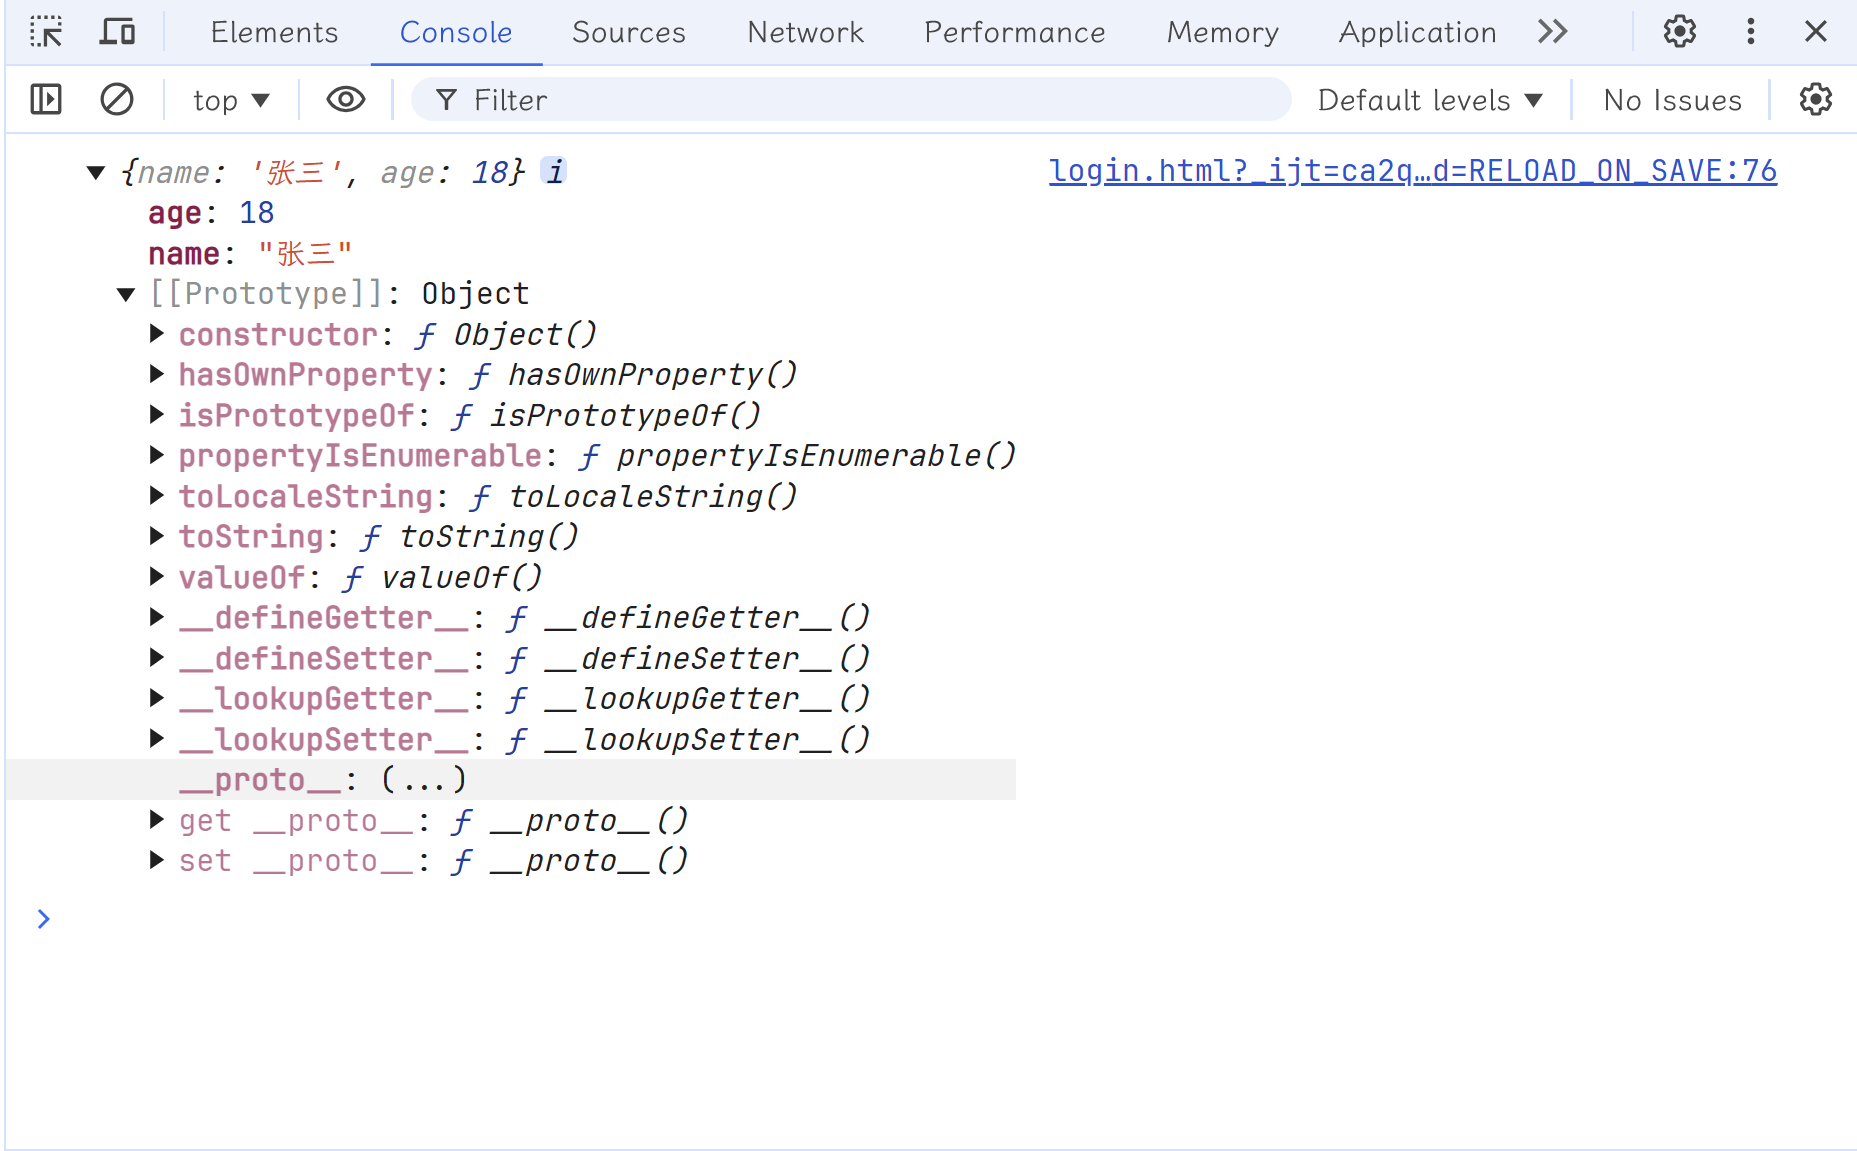 Elements Console Sources Network Performance Memory Application
top Filter Default levels No Issues
{name: '张三', age: 18} i login.html?_ijt=ca2q…d=RELOAD_ON_SAVE:76
age: 18
name: "张三"
[[Prototype]]: Object
constructor: ƒ Object()
hasOwnProperty: ƒ hasOwnProperty()
isPrototypeOf: ƒ isPrototypeOf()
propertyIsEnumerable: ƒ propertyIsEnumerable()
toLocaleString: ƒ toLocaleString()
toString: ƒ toString()
valueOf: ƒ valueOf()
__defineGetter__: ƒ __defineGetter__()
__defineSetter__: ƒ __defineSetter__()
__lookupGetter__: ƒ __lookupGetter__()
__lookupSetter__: ƒ __lookupSetter__()
__proto__: (...)
get __proto__: ƒ __proto__()
set __proto__: ƒ __proto__()